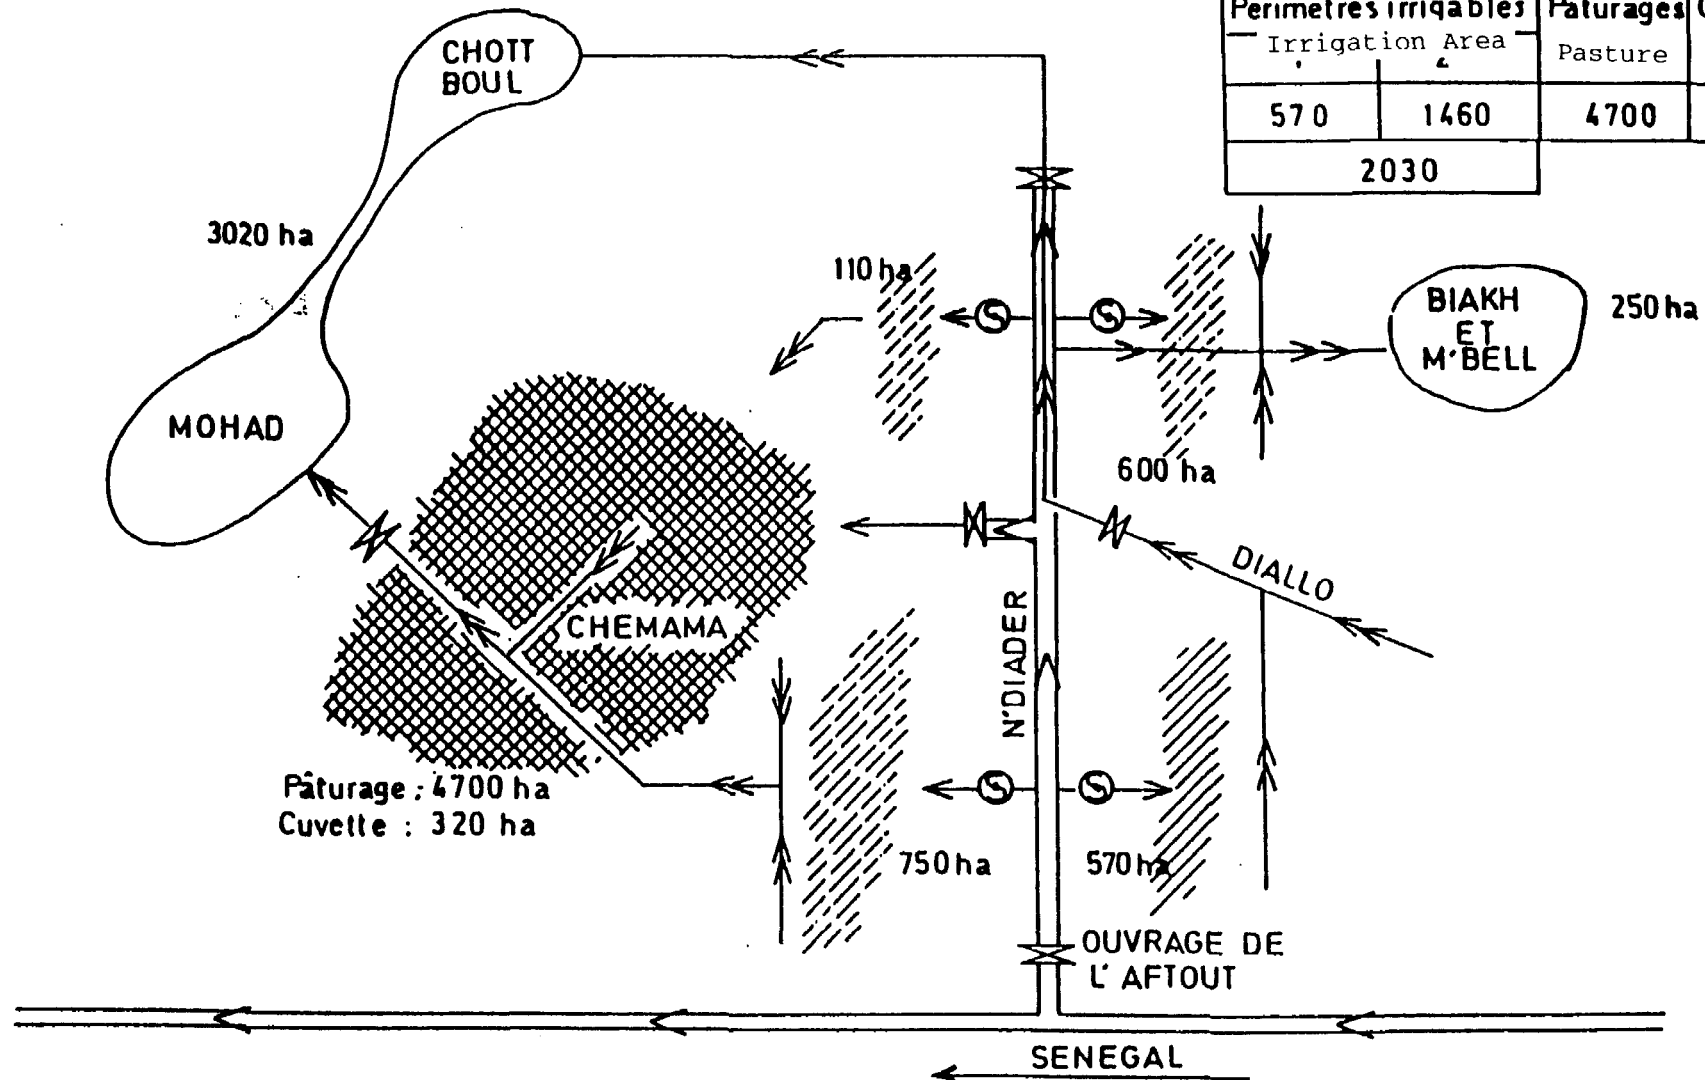 Périmètres irrigables Pâturages
Irrigation Area Pasture
570 1460 4700
2030
CHOTT
BOUL
3020 ha
110 ha
BIAKH
ET
M'BELL
250 ha
MOHAD
600 ha
DIALLO
N'DIADER
CHEMAMA
Pâturage : 4700 ha
Cuvette : 320 ha
750 ha
570 ha
OUVRAGE DE
L'AFTOUT
SENEGAL